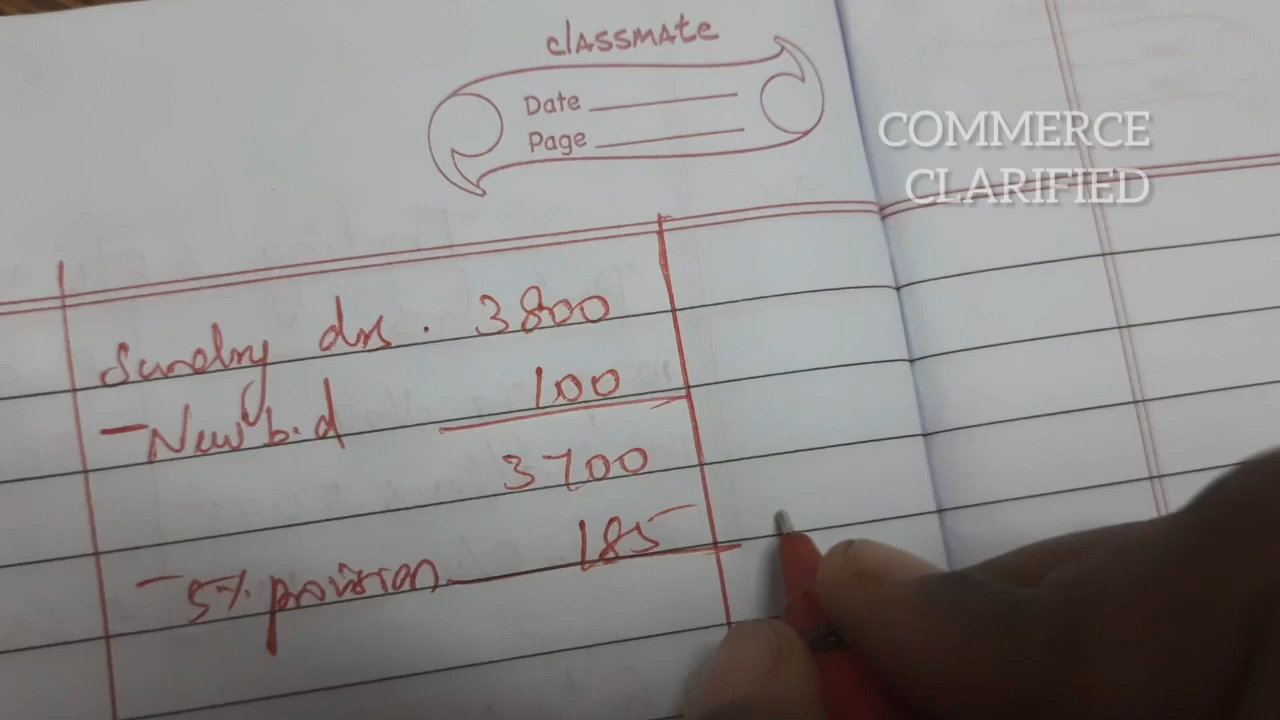 classmate
Date
Page
COMMERCE
CLARIFIED
Sundry drs. 3800
- New b.d 100
3700
- 5% provision 185